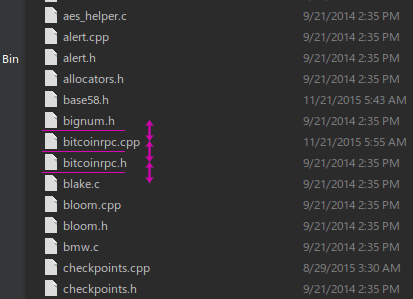 aes_helper.c 9/21/2014 2:35 PM
alert.cpp 9/21/2014 2:35 PM
Bin alert.h 9/21/2014 2:35 PM
allocators.h 9/21/2014 2:35 PM
base58.h 11/21/2015 5:43 AM
bignum.h 9/21/2014 2:35 PM
bitcoinrpc.cpp 11/21/2015 5:55 AM
bitcoinrpc.h 9/21/2014 2:35 PM
blake.c 9/21/2014 2:35 PM
bloom.cpp 9/21/2014 2:35 PM
bloom.h 9/21/2014 2:35 PM
bmw.c 9/21/2014 2:35 PM
checkpoints.cpp 8/29/2015 3:30 AM
checkpoints.h 9/21/2014 2:35 PM